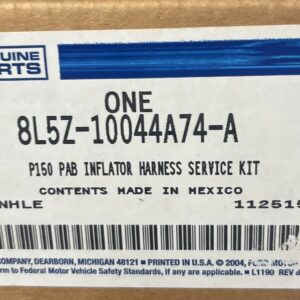 UINE
RTS
ONE
8L5Z-10044A74-A
P150 PAB INFLATOR HARNESS SERVICE KIT
CONTENTS MADE IN MEXICO
NHLE 112515
COMPANY, DEARBORN, MICHIGAN 48121 ■ PRINTED IN U.S.A. © 2004, FORD MOTOR
rm to Federal Motor Vehicle Safety Standards, if any are in effect. ■ L1190 REV